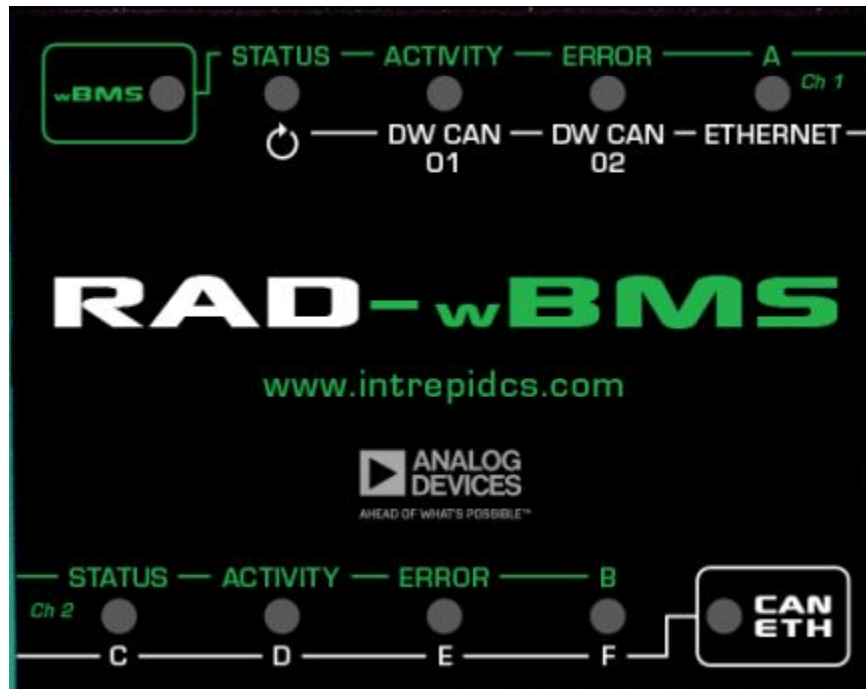 wBMS STATUS ACTIVITY ERROR A
Ch 1
DW CAN 01 DW CAN 02 ETHERNET
RAD-wBMS
www.intrepidcs.com
ANALOG
DEVICES
AHEAD OF WHAT'S POSSIBLE™
STATUS ACTIVITY ERROR B
Ch 2
C D E F
CAN
ETH